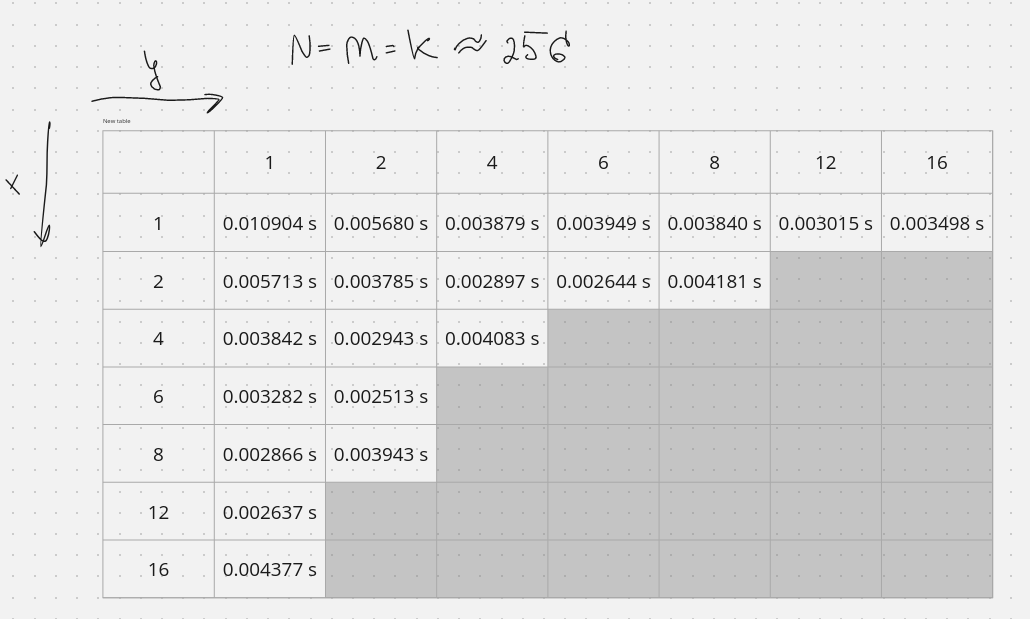 N = m = k ≈ 256
y
New table
x
1 2 4 6 8 12 16
1 0.010904 s 0.005680 s 0.003879 s 0.003949 s 0.003840 s 0.003015 s 0.003498 s
2 0.005713 s 0.003785 s 0.002897 s 0.002644 s 0.004181 s
4 0.003842 s 0.002943 s 0.004083 s
6 0.003282 s 0.002513 s
8 0.002866 s 0.003943 s
12 0.002637 s
16 0.004377 s